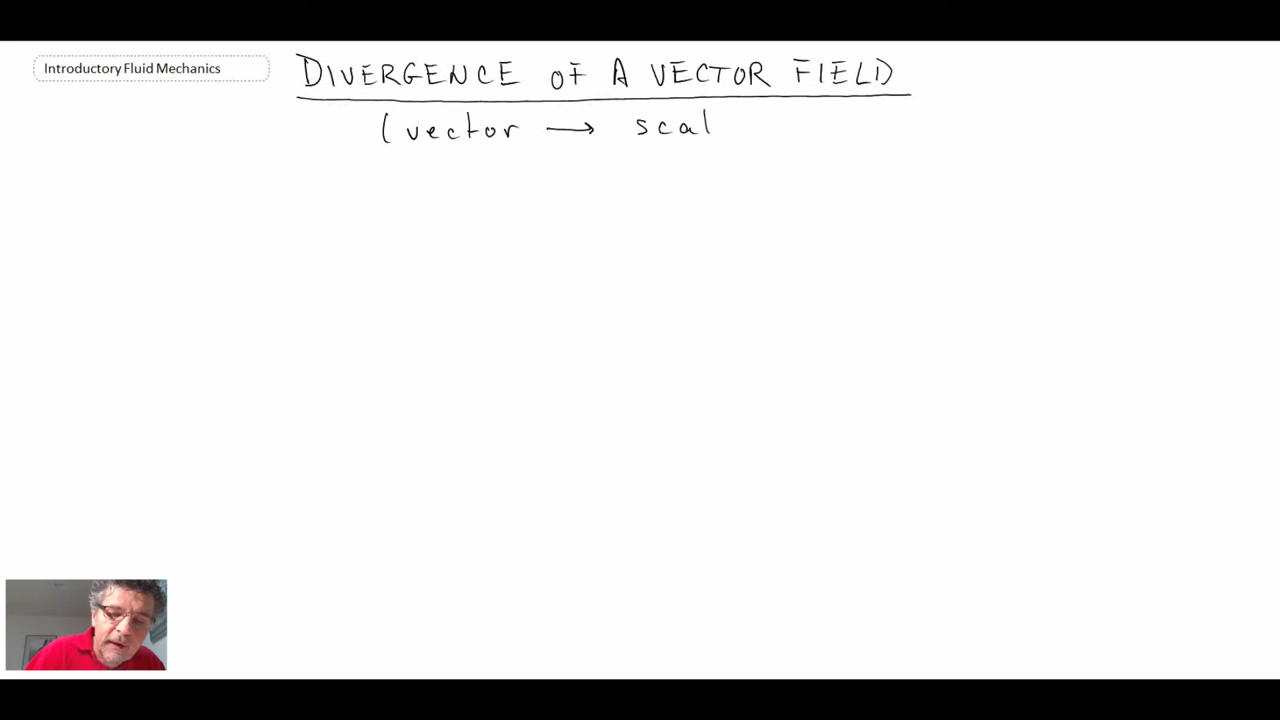 Introductory Fluid Mechanics
DIVERGENCE OF A VECTOR FIELD
(vector → scal